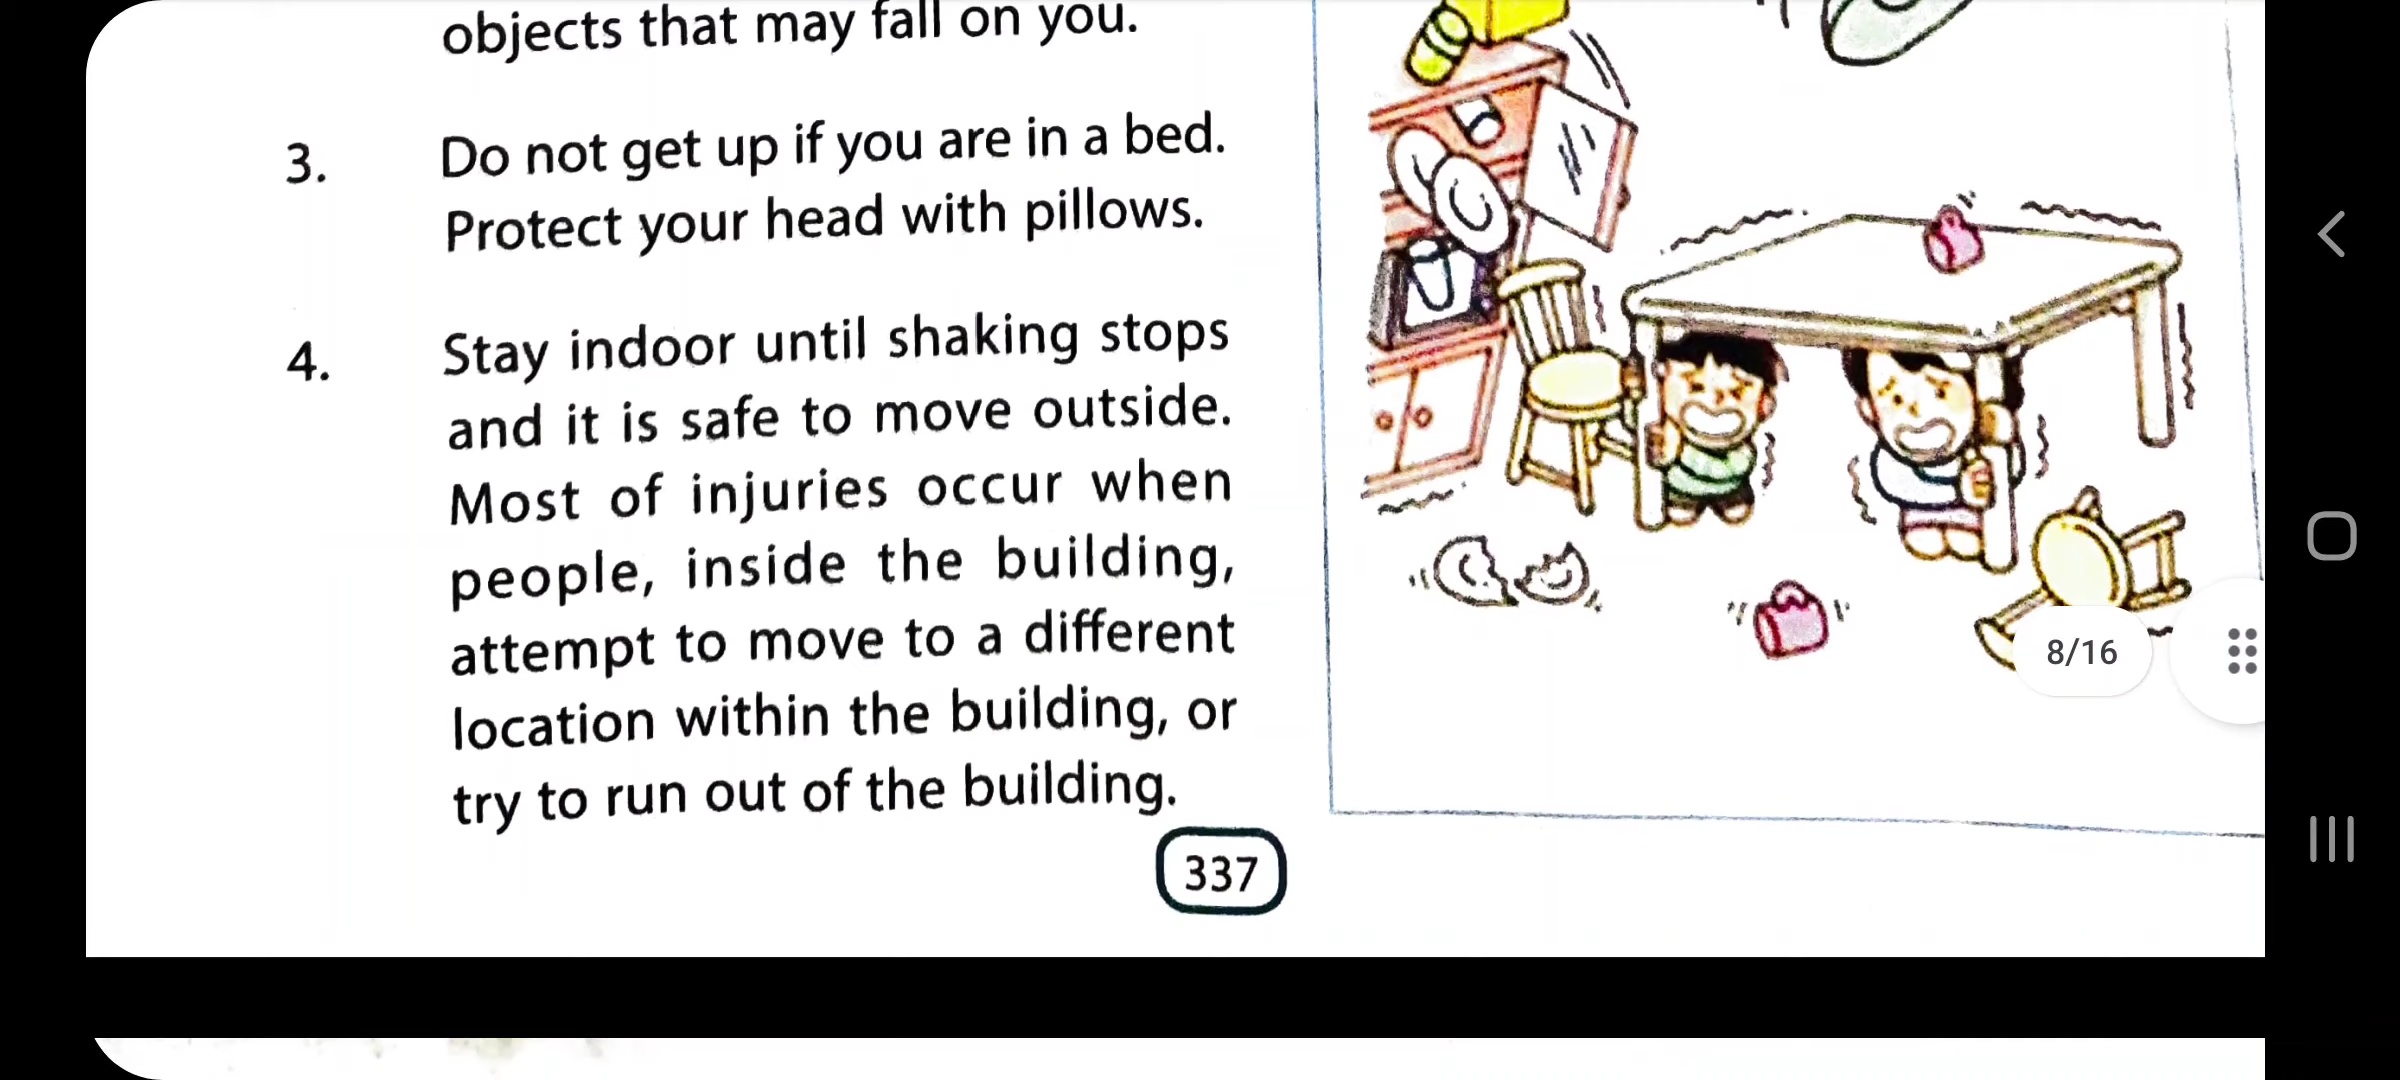 objects that may fall on you.
3. Do not get up if you are in a bed.
Protect your head with pillows.
4. Stay indoor until shaking stops
and it is safe to move outside.
Most of injuries occur when
people, inside the building,
attempt to move to a different
location within the building, or
try to run out of the building.
337
8/16